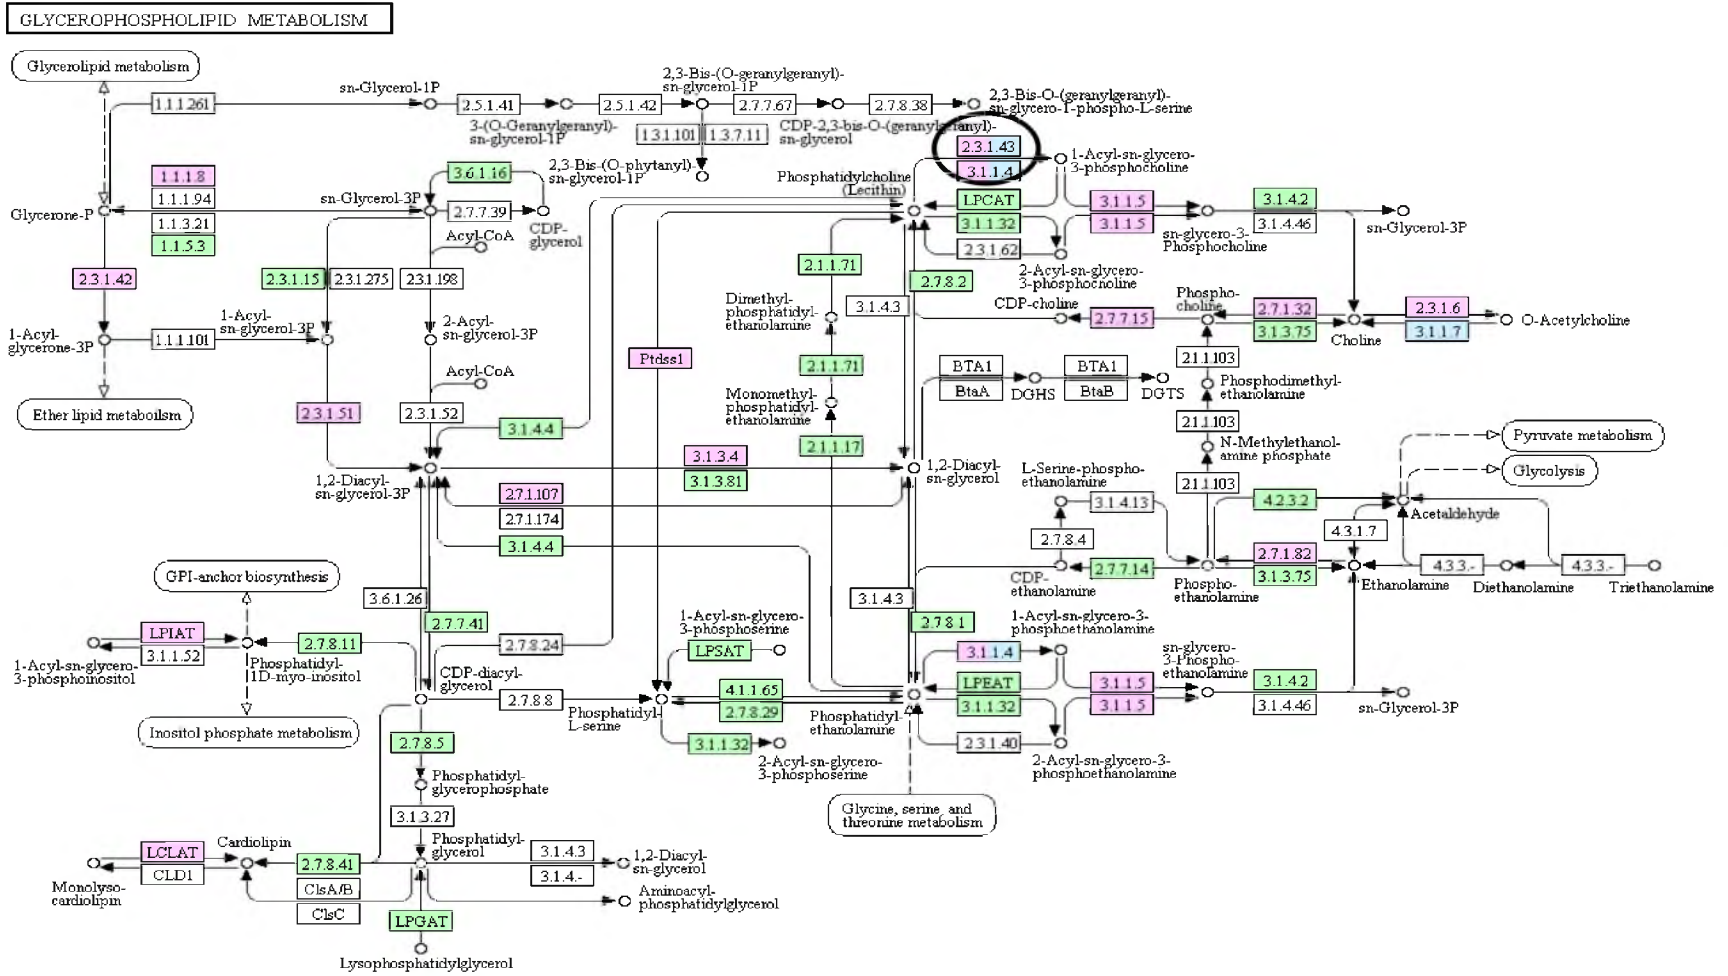 GLYCEROPHOSPHOLIPID METABOLISM
Glycerolipid metabolism
1.1.1.261
sn-Glycerol-1P
2.5.1.41
3-(O-Geranylgeranyl)-
sn-glycerol-1P
2.5.1.42
2,3-Bis-(O-geranylgeranyl)-
sn-glycerol-1P
2.7.7.67
CDP-2,3-bis-O-(geranylgeranyl)-
sn-glycerol
2.7.8.38
2,3-Bis-O-(geranylgeranyl)-
sn-glycero-1-phospho-L-serine
1.3.1.101
1.3.7.11
2,3-Bis-(O-phytanyl)-
sn-glycerol-1P
1.1.1.8
1.1.1.94
1.1.3.21
1.1.5.3
Glycerone-P
sn-Glycerol-3P
3.6.1.16
2.7.7.39
CDP-
glycerol
Acyl-CoA
2.3.1.42
2.3.1.15
2.3.1.275
2.3.1.198
1-Acyl-
glycerone-3P
1.1.1.101
1-Acyl-
sn-glycerol-3P
2-Acyl-
sn-glycerol-3P
Acyl-CoA
Ether lipid metabolism
2.3.1.51
2.3.1.52
3.1.4.4
1,2-Diacyl-
sn-glycerol-3P
3.1.3.4
3.1.3.81
2.7.1.107
2.7.1.174
3.1.4.4
1,2-Diacyl-
sn-glycerol
Ptdss1
Phosphatidylcholine
(Lecithin)
2.3.1.43
3.1.1.4
1-Acyl-sn-glycero-
3-phosphocholine
LPCAT
3.1.1.32
2.3.1.62
2-Acyl-sn-glycero-
3-phosphocholine
3.1.1.5
3.1.1.5
sn-glycero-3-
Phosphocholine
3.1.4.2
3.1.4.46
sn-Glycerol-3P
2.1.1.71
Dimethyl-
phosphatidyl-
ethanolamine
2.1.1.71
Monomethyl-
phosphatidyl-
ethanolamine
2.1.1.17
3.1.4.3
2.7.8.2
CDP-choline
2.7.7.15
Phospho-
choline
2.7.1.32
3.1.3.75
Choline
2.3.1.6
3.1.1.7
O-Acetylcholine
BTA1
BtaA
DGHS
BTA1
BtaB
DGTS
2.1.1.103
Phosphodimethyl-
ethanolamine
2.1.1.103
N-Methylethanol-
amine phosphate
2.1.1.103
Pyruvate metabolism
Glycolysis
L-Serine-phospho-
ethanolamine
3.1.4.13
2.7.8.4
4.2.3.2
Acetaldehyde
4.3.1.7
CDP-
ethanolamine
2.7.7.14
Phospho-
ethanolamine
2.7.1.82
3.1.3.75
Ethanolamine
4.3.3.-
Diethanolamine
4.3.3.-
Triethanolamine
GPI-anchor biosynthesis
3.6.1.26
2.7.7.41
3.1.4.3
2.7.8.1
LPIAT
3.1.1.52
1-Acyl-sn-glycero-
3-phosphoinositol
2.7.8.11
Phosphatidyl-
1D-myo-inositol
Inositol phosphate metabolism
2.7.8.24
CDP-diacyl-
glycerol
2.7.8.8
Phosphatidyl-
L-serine
1-Acyl-sn-glycero-
3-phosphoserine
LPSAT
4.1.1.65
2.7.8.29
3.1.1.32
2-Acyl-sn-glycero-
3-phosphoserine
Phosphatidyl-
ethanolamine
1-Acyl-sn-glycero-3-
phosphoethanolamine
3.1.1.4
LPEAT
3.1.1.32
2.3.1.40
2-Acyl-sn-glycero-3-
phosphoethanolamine
3.1.1.5
3.1.1.5
sn-glycero-
3-Phospho-
ethanolamine
3.1.4.2
3.1.4.46
sn-Glycerol-3P
Glycine, serine, and
threonine metabolism
2.7.8.5
Phosphatidyl-
glycerophosphate
3.1.3.27
Phosphatidyl-
glycerol
3.1.4.3
3.1.4.-
1,2-Diacyl-
sn-glycerol
Aminoacyl-
phosphatidylglycerol
LCLAT
CLD1
Monolyso-
cardiolipin
Cardiolipin
2.7.8.41
ClsA/B
ClsC
LPGAT
Lysophosphatidylglycerol